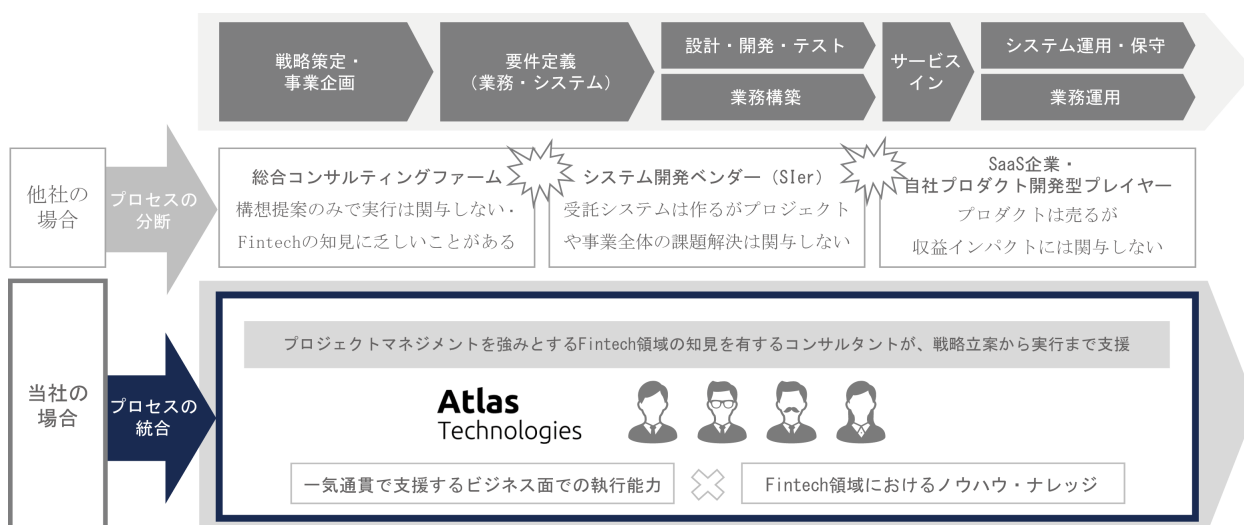 戦略策定・
事業企画
要件定義
（業務・システム）
設計・開発・テスト
業務構築
サービス
イン
システム運用・保守
業務運用
他社の
場合
プロセスの
分断
総合コンサルティングファーム
構想提案のみで実行は関与しない・
Fintechの知見に乏しいことがある
システム開発ベンダー（SIer）
受託システムは作るがプロジェクト
や事業全体の課題解決は関与しない
SaaS企業・
自社プロダクト開発型プレイヤー
プロダクトは売るが
収益インパクトには関与しない
当社の
場合
プロセスの
統合
プロジェクトマネジメントを強みとするFintech領域の知見を有するコンサルタントが、戦略立案から実行まで支援
Atlas
Technologies
一気通貫で支援するビジネス面での執行能力
Fintech領域におけるノウハウ・ナレッジ